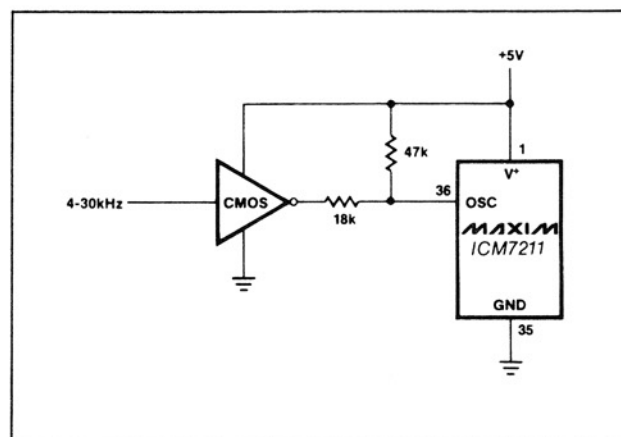 +5V
47k
1
V+
4-30kHz
CMOS
18k
36
OSC
MAXIM
ICM7211
GND
35